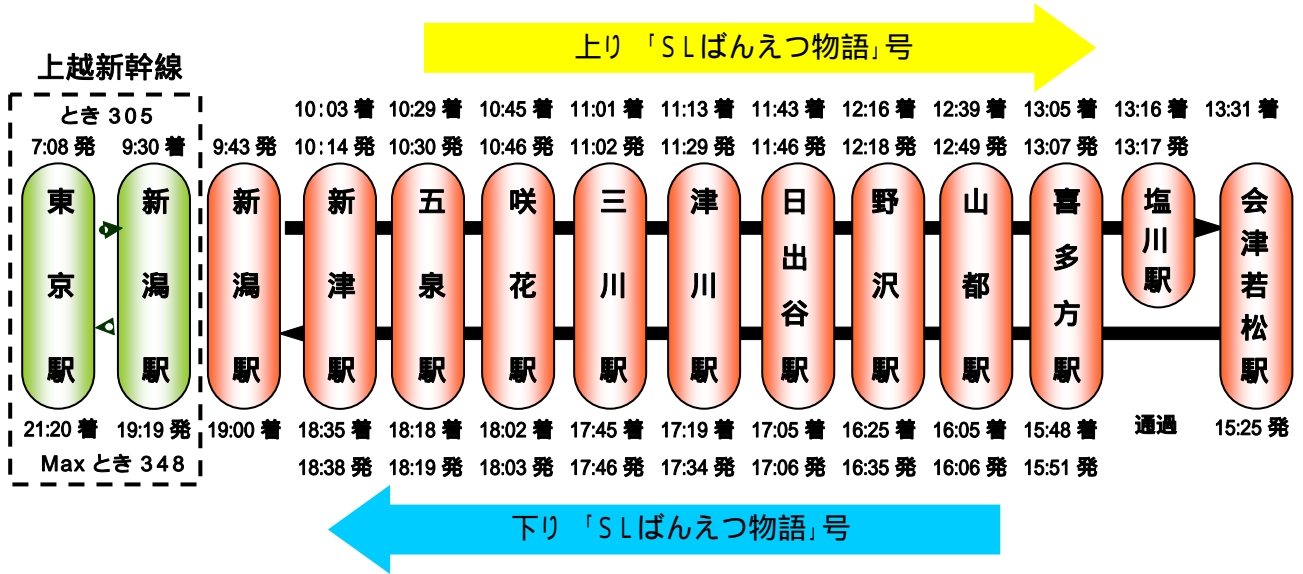 上り 「SLばんえつ物語」号
上越新幹線
とき 305
10:03 着 10:29 着 10:45 着 11:01 着 11:13 着 11:43 着 12:16 着 12:39 着 13:05 着 13:16 着 13:31 着
7:08 発 9:30 着 9:43 発 10:14 発 10:30 発 10:46 発 11:02 発 11:29 発 11:46 発 12:18 発 12:49 発 13:07 発 13:17 発
東京駅
新潟駅
新潟駅
新津駅
五泉駅
咲花駅
三川駅
津川駅
日出谷駅
野沢駅
山都駅
喜多方駅
塩川駅
会津若松駅
21:20 着 19:19 発 19:00 着 18:35 着 18:18 着 18:02 着 17:45 着 17:19 着 17:05 着 16:25 着 16:05 着 15:48 着 通過 15:25 発
Max とき 348
18:38 発 18:19 発 18:03 発 17:46 発 17:34 発 17:06 発 16:35 発 16:06 発 15:51 発
下り 「SLばんえつ物語」号